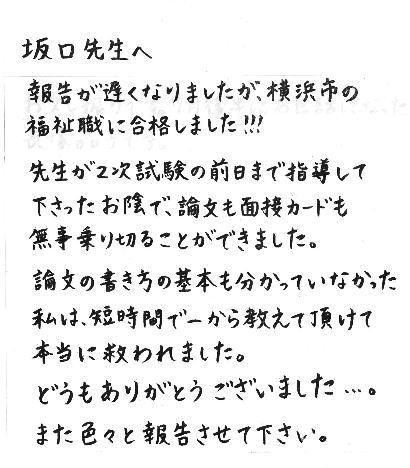 坂口先生へ
報告が遅くなりましたが、横浜市の
福祉職に合格しました!!!
先生が2次試験の前日まで指導して
下さったお陰で、論文も面接カードも
無事乗り切ることができました。
論文の書き方の基本も分かっていなかった
私は、短時間で一から教えて頂けて
本当に救われました。
どうもありがとうございました…。
また色々と報告させて下さい。